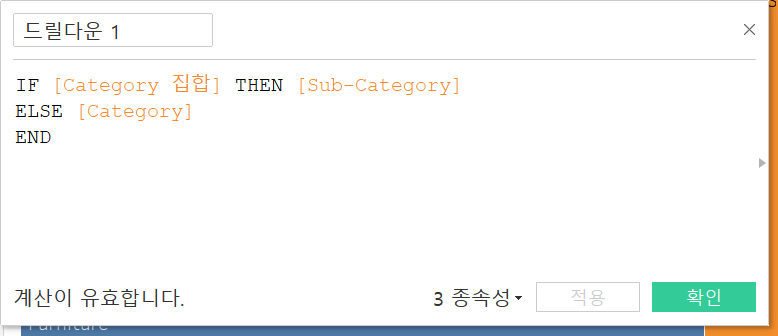 드릴다운 1
IF [Category 집합] THEN [Sub-Category]
ELSE [Category]
END
계산이 유효합니다.
3 종속성
적용
확인
Furniture